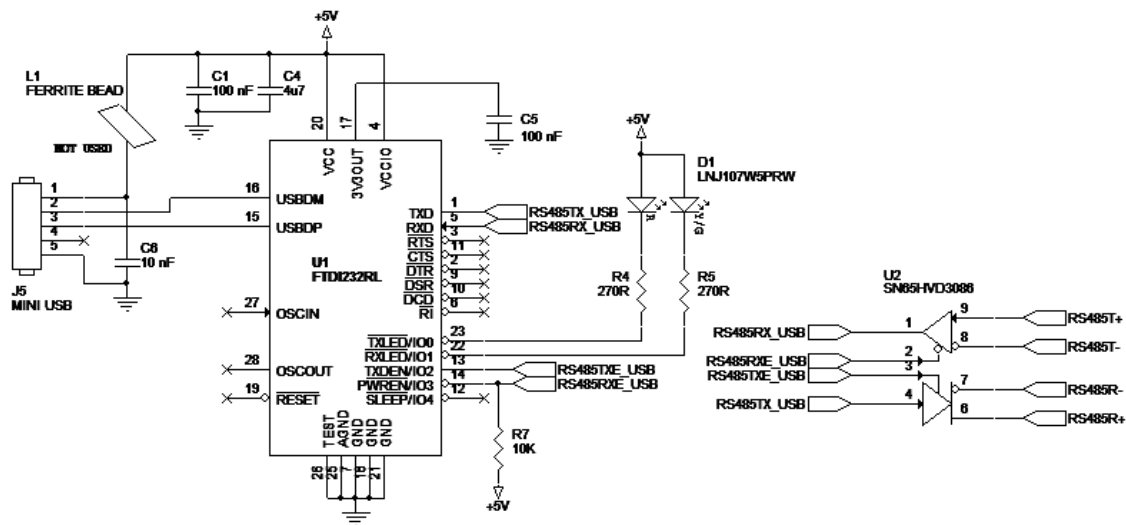 +5V
L1
FERRITE BEAD
NOT USED
C1
100 nF
C4
4u7
C5
100 nF
20
17
4
VCC
3V3OUT
VCCIO
+5V
D1
LNJ107W5PRW
R
Y/G
1
2
3
4
5
J5
MINI USB
16
USBDM
15
USBDP
C6
10 nF
U1
FTDI232RL
27
OSCIN
28
OSCOUT
19
RESET
TXD
1
RS485TX_USB
RXD
5
RS485RX_USB
RTS
3
CTS
11
DTR
2
DSR
9
DCD
10
RI
6
TXLED/IO0
23
RXLED/IO1
22
TXDEN/IO2
13
RS485TXE_USB
PWREN/IO3
14
RS485RXE_USB
SLEEP/IO4
12
R4
270R
R5
270R
R7
10K
+5V
TEST
AGND
GND
GND
GND
26
25
7
18
21
U2
SN65HVD3086
RS485RX_USB
1
9
RS485T+
8
RS485T-
RS485RXE_USB
2
RS485TXE_USB
3
7
RS485R-
RS485TX_USB
4
6
RS485R+